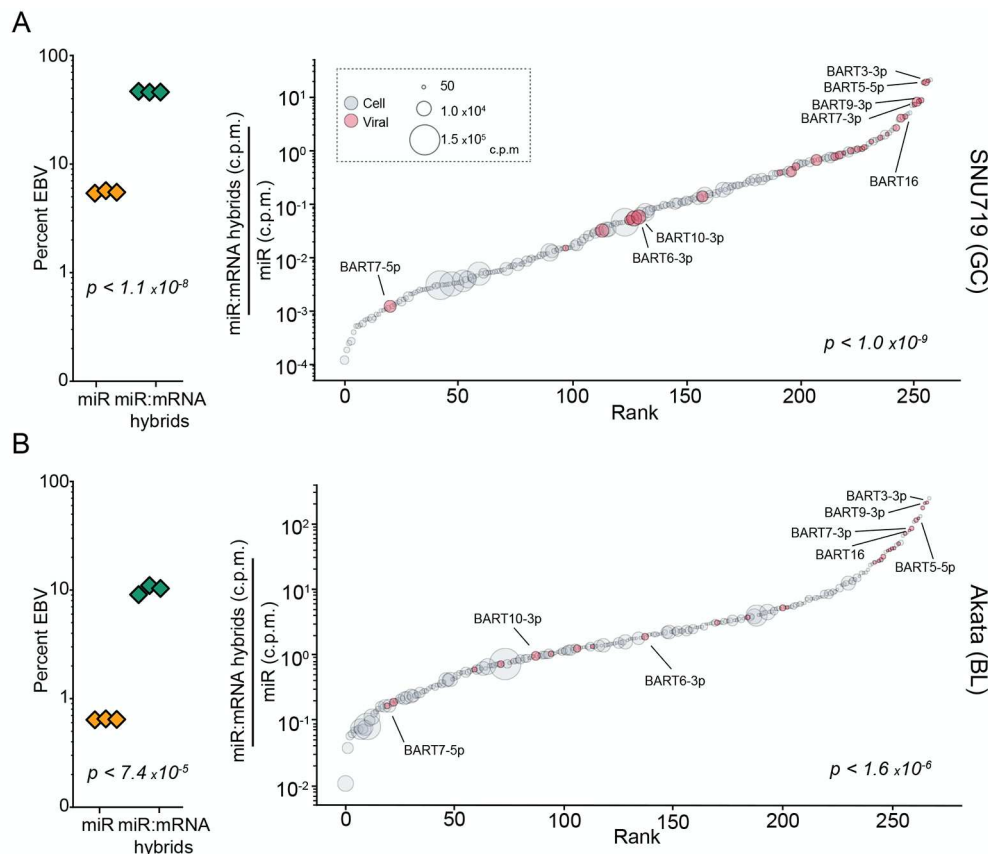 A
100
10
1
0
Percent EBV
p < 1.1 x10-8
miR miR:mRNA
hybrids
miR:mRNA hybrids (c.p.m.)
miR (c.p.m.)
10¹
10⁰
10⁻¹
10⁻²
10⁻³
10⁻⁴
Cell
Viral
50
1.0 x10⁴
1.5 x10⁵
c.p.m
BART3-3p
BART5-5p
BART9-3p
BART7-3p
BART16
BART10-3p
BART6-3p
BART7-5p
p < 1.0 x10⁻⁹
0 50 100 150 200 250
Rank
SNU719 (GC)
B
100
10
1
0
Percent EBV
p < 7.4 x10⁻⁵
miR miR:mRNA
hybrids
miR:mRNA hybrids (c.p.m.)
miR (c.p.m.)
10²
10¹
10⁰
10⁻¹
10⁻²
BART3-3p
BART9-3p
BART7-3p
BART16
BART5-5p
BART10-3p
BART6-3p
BART7-5p
p < 1.6 x10⁻⁶
0 50 100 150 200 250
Rank
Akata (BL)